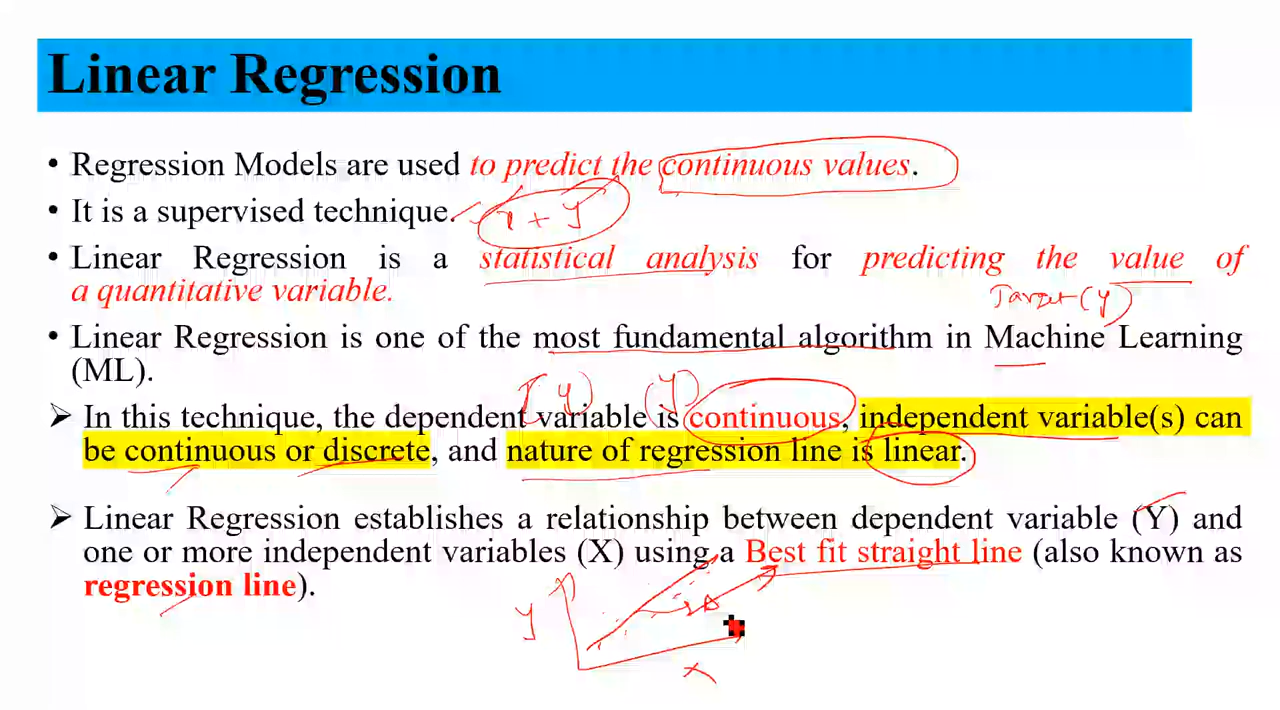 Linear Regression
• Regression Models are used to predict the continuous values.
• It is a supervised technique. x + y
• Linear Regression is a statistical analysis for predicting the value of
a quantitative variable.
Target (y)
• Linear Regression is one of the most fundamental algorithm in Machine Learning
(ML).
(y) (y)
➤ In this technique, the dependent variable is continuous, independent variable(s) can
be continuous or discrete, and nature of regression line is linear.
➤ Linear Regression establishes a relationship between dependent variable (Y) and
one or more independent variables (X) using a Best fit straight line (also known as
regression line).
y
x